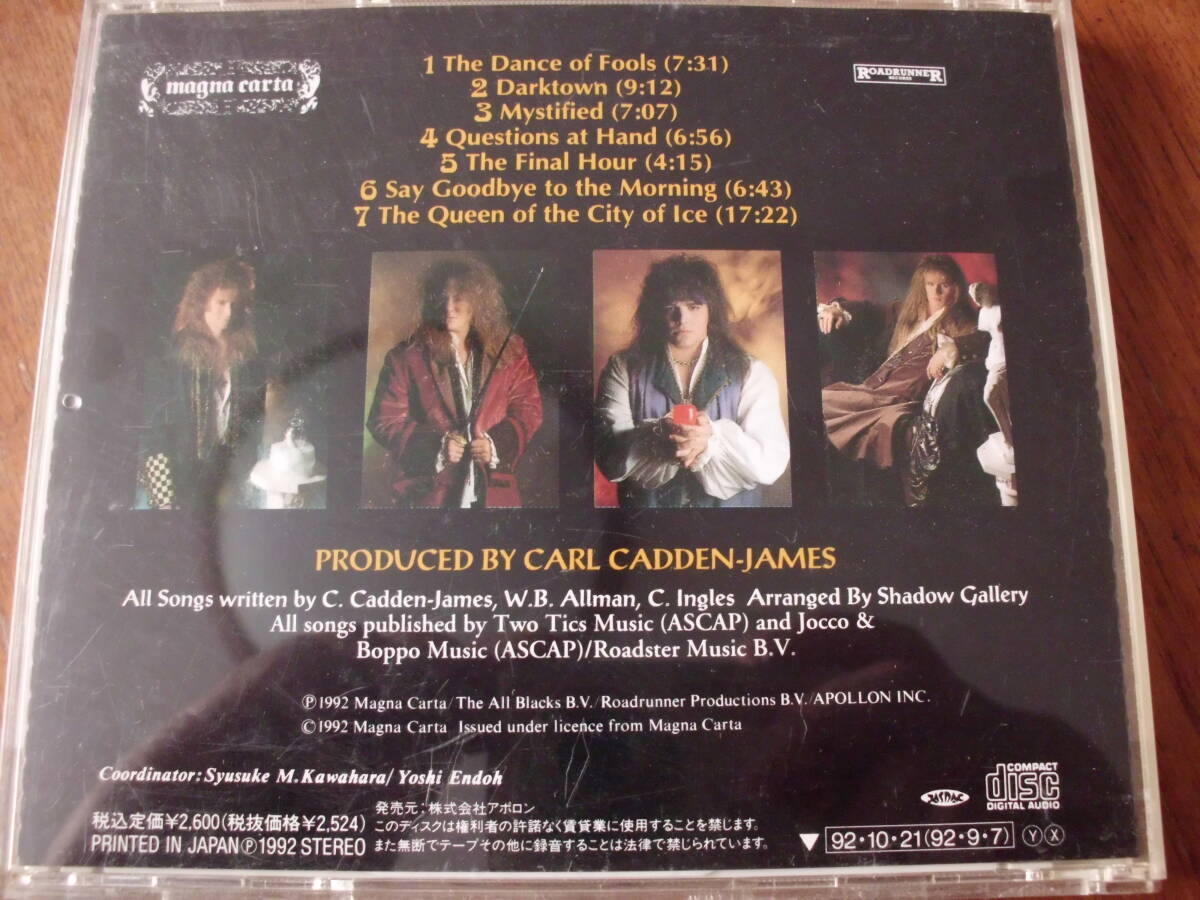 magna carta
ROADRUNNER
RECORDS
1 The Dance of Fools (7:31)
2 Darktown (9:12)
3 Mystified (7:07)
4 Questions at Hand (6:56)
5 The Final Hour (4:15)
6 Say Goodbye to the Morning (6:43)
7 The Queen of the City of Ice (17:22)
PRODUCED BY CARL CADDEN-JAMES
All Songs written by C. Cadden-James, W.B. Allman, C. Ingles Arranged By Shadow Gallery
All songs published by Two Tics Music (ASCAP) and Jocco &
Boppo Music (ASCAP)/Roadster Music B.V.
Ⓟ1992 Magna Carta/The All Blacks B.V./Roadrunner Productions B.V./APOLLON INC.
©1992 Magna Carta Issued under licence from Magna Carta
Coordinator: Syusuke M. Kawahara/ Yoshi Endoh
税込定価¥2,600(税抜価格¥2,524)
PRINTED IN JAPANⓅ1992 STEREO
発売元:株式会社アポロン
このディスクは権利者の許諾なく賃貸業に使用することを禁じます。
また無断でテープその他に録音することは法律で禁じられています。
JASRAC
COMPACT
disc
DIGITAL AUDIO
▼ 92・10・21(92・9・7) Ⓨ Ⓧ